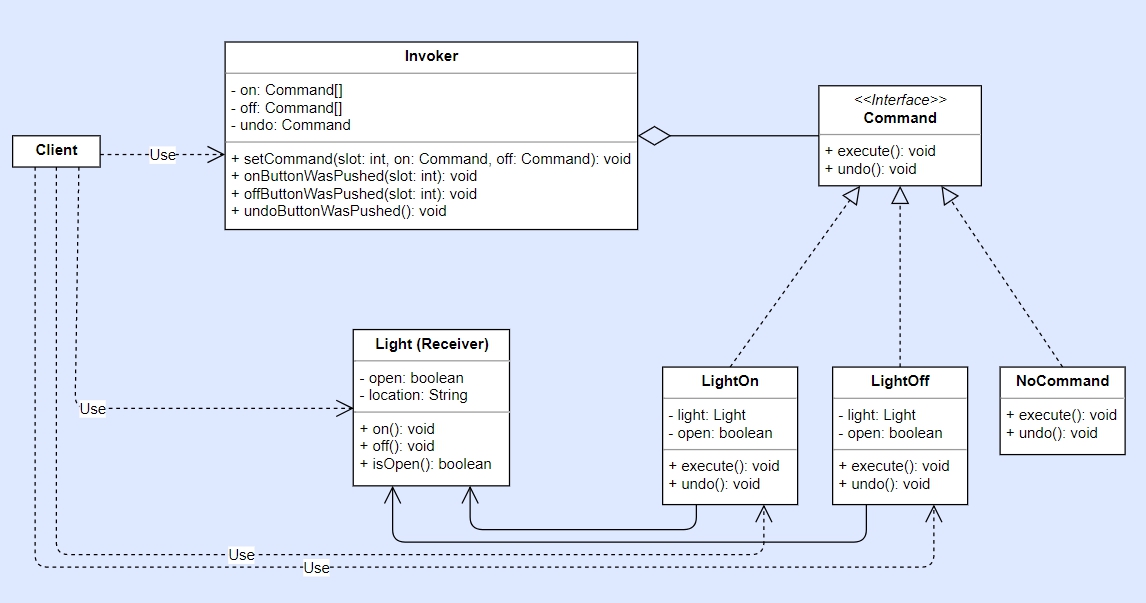 Invoker
- on: Command[]
- off: Command[]
- undo: Command
+ setCommand(slot: int, on: Command, off: Command): void
+ onButtonWasPushed(slot: int): void
+ offButtonWasPushed(slot: int): void
+ undoButtonWasPushed(): void
<<Interface>>
Command
+ execute(): void
+ undo(): void
Client
Use
Light (Receiver)
- open: boolean
- location: String
+ on(): void
+ off(): void
+ isOpen(): boolean
LightOn
- light: Light
- open: boolean
+ execute(): void
+ undo(): void
LightOff
- light: Light
- open: boolean
+ execute(): void
+ undo(): void
NoCommand
+ execute(): void
+ undo(): void
Use
Use
Use